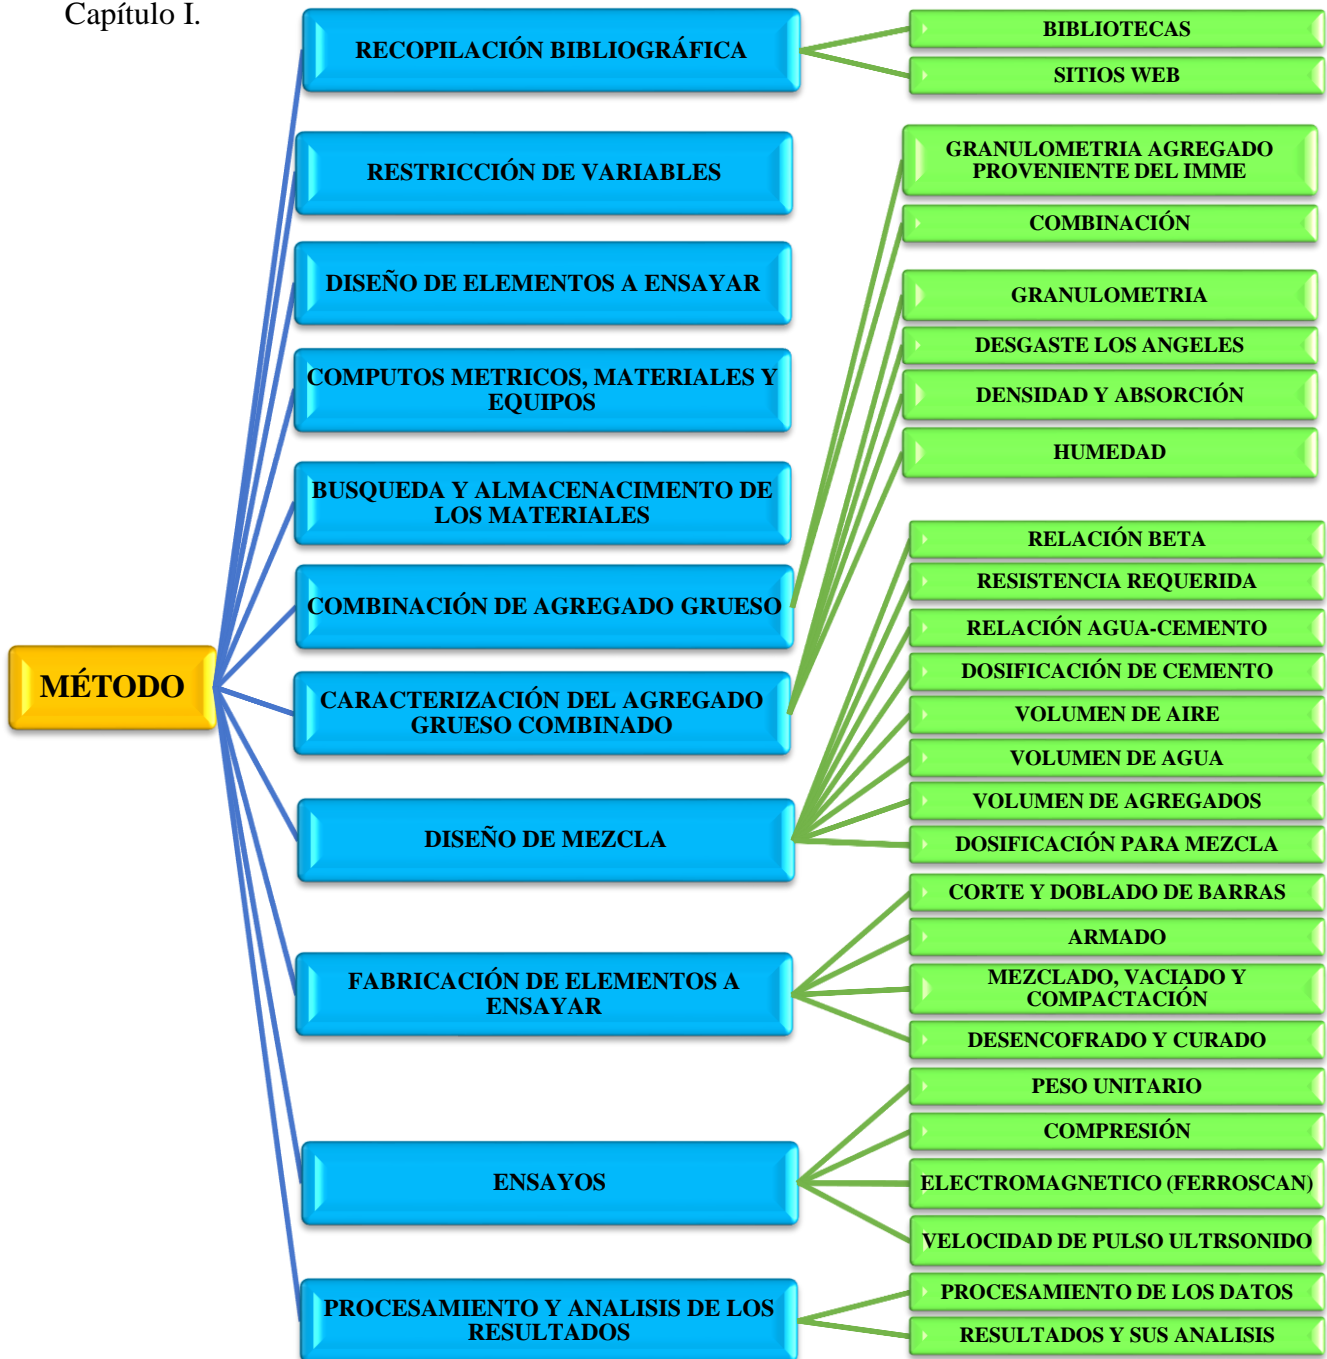 Capítulo I.
MÉTODO
RECOPILACIÓN BIBLIOGRÁFICA
BIBLIOTECAS
SITIOS WEB
RESTRICCIÓN DE VARIABLES
DISEÑO DE ELEMENTOS A ENSAYAR
COMPUTOS METRICOS, MATERIALES Y
EQUIPOS
BUSQUEDA Y ALMACENACIMENTO DE
LOS MATERIALES
COMBINACIÓN DE AGREGADO GRUESO
GRANULOMETRIA AGREGADO
PROVENIENTE DEL IMME
COMBINACIÓN
CARACTERIZACIÓN DEL AGREGADO
GRUESO COMBINADO
GRANULOMETRIA
DESGASTE LOS ANGELES
DENSIDAD Y ABSORCIÓN
HUMEDAD
DISEÑO DE MEZCLA
RELACIÓN BETA
RESISTENCIA REQUERIDA
RELACIÓN AGUA-CEMENTO
DOSIFICACIÓN DE CEMENTO
VOLUMEN DE AIRE
VOLUMEN DE AGUA
VOLUMEN DE AGREGADOS
DOSIFICACIÓN PARA MEZCLA
FABRICACIÓN DE ELEMENTOS A
ENSAYAR
CORTE Y DOBLADO DE BARRAS
ARMADO
MEZCLADO, VACIADO Y
COMPACTACIÓN
DESENCOFRADO Y CURADO
ENSAYOS
PESO UNITARIO
COMPRESIÓN
ELECTROMAGNETICO (FERROSCAN)
VELOCIDAD DE PULSO ULTRSONIDO
PROCESAMIENTO Y ANALISIS DE LOS
RESULTADOS
PROCESAMIENTO DE LOS DATOS
RESULTADOS Y SUS ANALISIS